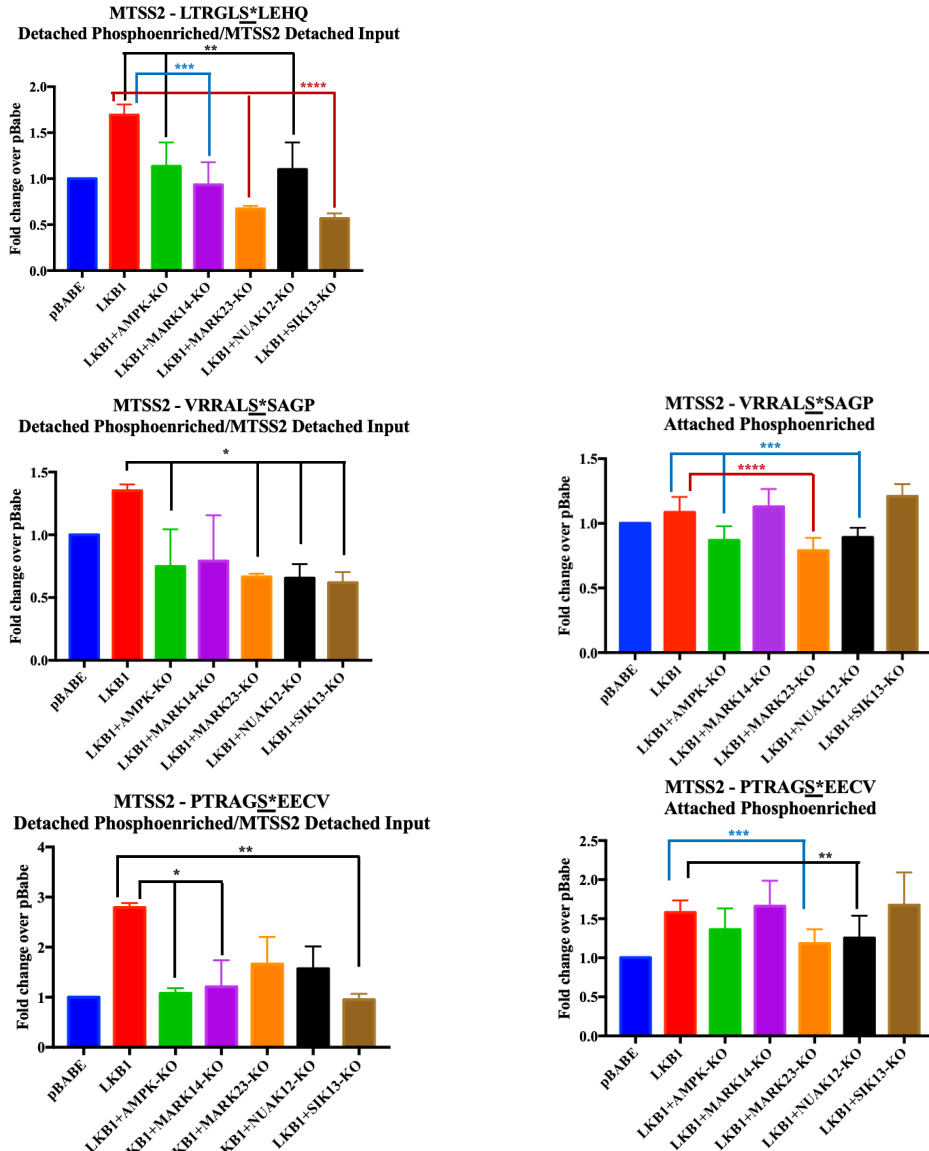 MTSS2 - LTRGLS*LEHQ
Detached Phosphoenriched/MTSS2 Detached Input
**
***
****
Fold change over pBabe
2.0
1.5
1.0
0.5
0.0
pBABE
LKB1
LKB1+AMPK-KO
LKB1+MARK14-KO
LKB1+MARK23-KO
LKB1+NUAK12-KO
LKB1+SIK13-KO
MTSS2 - VRRALS*SAGP
Detached Phosphoenriched/MTSS2 Detached Input
*
Fold change over pBabe
1.5
1.0
0.5
0.0
pBABE
LKB1
LKB1+AMPK-KO
LKB1+MARK14-KO
LKB1+MARK23-KO
LKB1+NUAK12-KO
LKB1+SIK13-KO
MTSS2 - VRRALS*SAGP
Attached Phosphoenriched
***
****
Fold change over pBabe
1.5
1.0
0.5
0.0
pBABE
LKB1
LKB1+AMPK-KO
LKB1+MARK14-KO
LKB1+MARK23-KO
LKB1+NUAK12-KO
LKB1+SIK13-KO
MTSS2 - PTRAGS*EECV
Detached Phosphoenriched/MTSS2 Detached Input
**
*
Fold change over pBabe
4
3
2
1
0
pBABE
LKB1
LKB1+AMPK-KO
LKB1+MARK14-KO
KB1+MARK23-KO
KB1+NUAK12-KO
LKB1+SIK13-KO
MTSS2 - PTRAGS*EECV
Attached Phosphoenriched
***
**
Fold change over pBabe
2.5
2.0
1.5
1.0
0.5
0.0
pBABE
LKB1
LKB1+AMPK-KO
LKB1+MARK14-KO
LKB1+MARK23-KO
LKB1+NUAK12-KO
LKB1+SIK13-KO